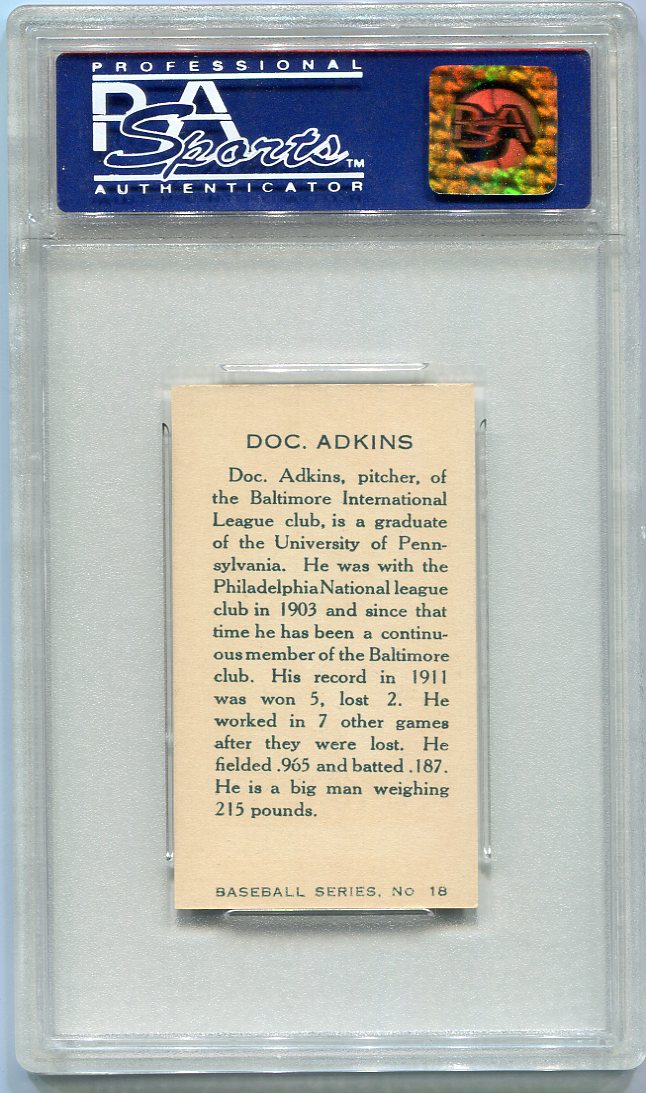 PROFESSIONAL
PSA
Sports™
AUTHENTICATOR
PSA
DOC. ADKINS
Doc. Adkins, pitcher, of
the Baltimore International
League club, is a graduate
of the University of Penn-
sylvania. He was with the
Philadelphia National league
club in 1903 and since that
time he has been a continu-
ous member of the Baltimore
club. His record in 1911
was won 5, lost 2. He
worked in 7 other games
after they were lost. He
fielded .965 and batted .187.
He is a big man weighing
215 pounds.
BASEBALL SERIES, No 18